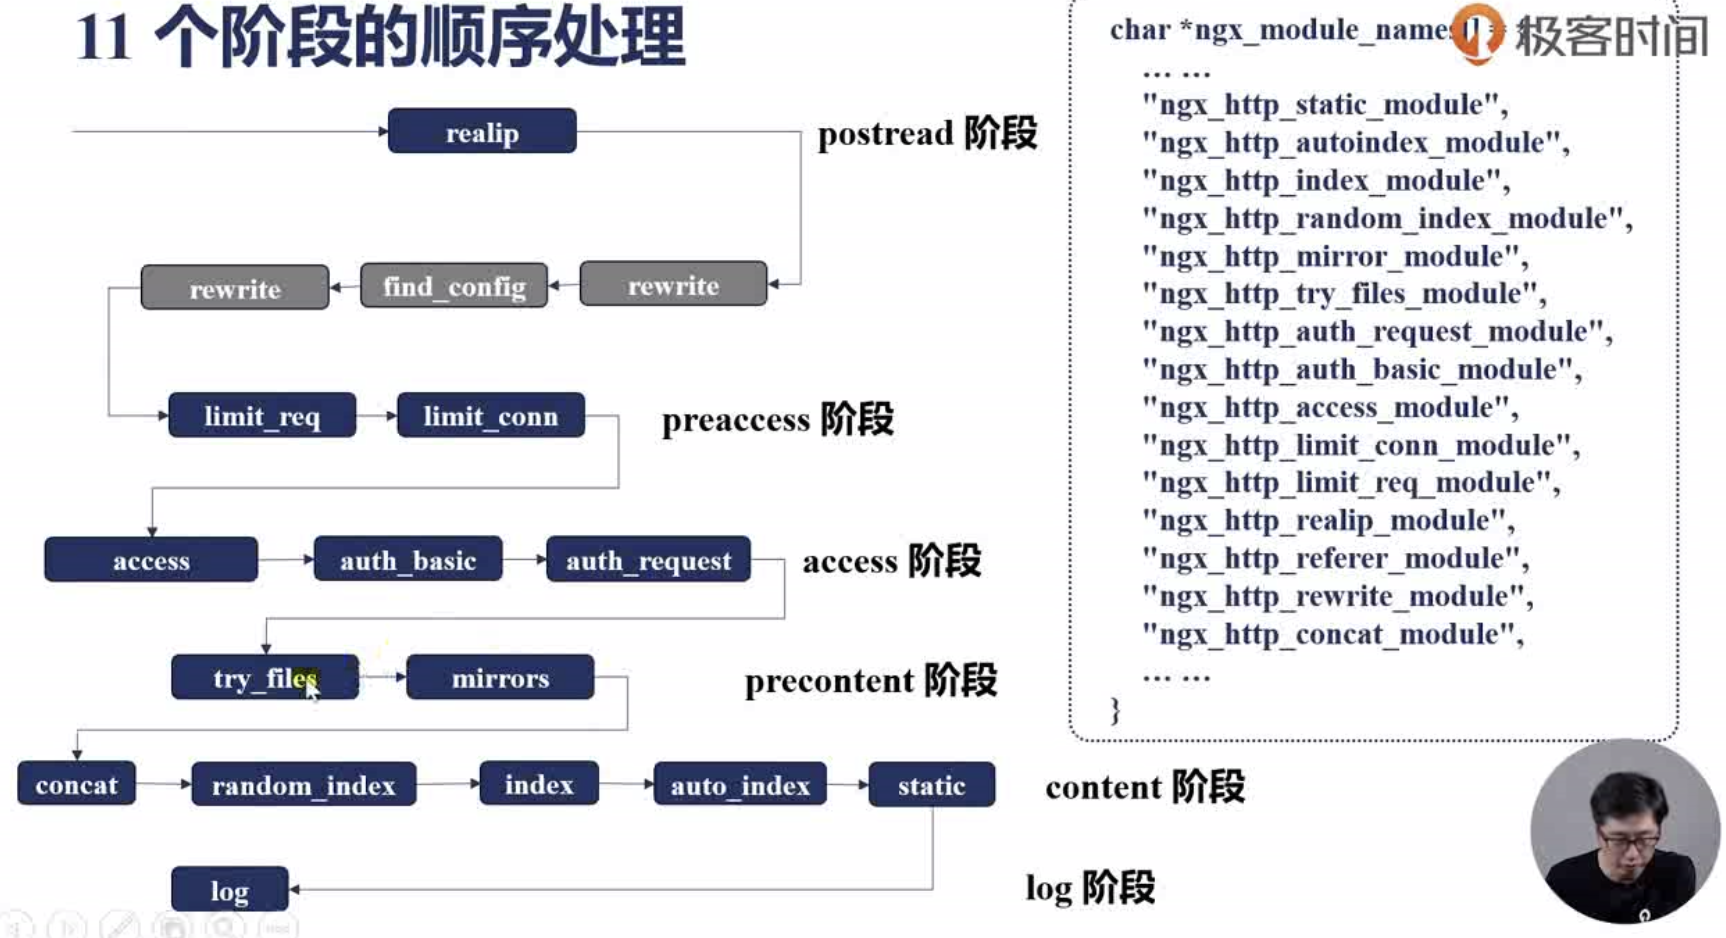 11 个阶段的顺序处理
realip
postread 阶段
rewrite
find_config
rewrite
limit_req
limit_conn
preaccess 阶段
access
auth_basic
auth_request
access 阶段
try_files
mirrors
precontent 阶段
concat
random_index
index
auto_index
static
content 阶段
log
log 阶段
char *ngx_module_names[] =
极客时间
... ...
"ngx_http_static_module",
"ngx_http_autoindex_module",
"ngx_http_index_module",
"ngx_http_random_index_module",
"ngx_http_mirror_module",
"ngx_http_try_files_module",
"ngx_http_auth_request_module",
"ngx_http_auth_basic_module",
"ngx_http_access_module",
"ngx_http_limit_conn_module",
"ngx_http_limit_req_module",
"ngx_http_realip_module",
"ngx_http_referer_module",
"ngx_http_rewrite_module",
"ngx_http_concat_module",
... ...
}